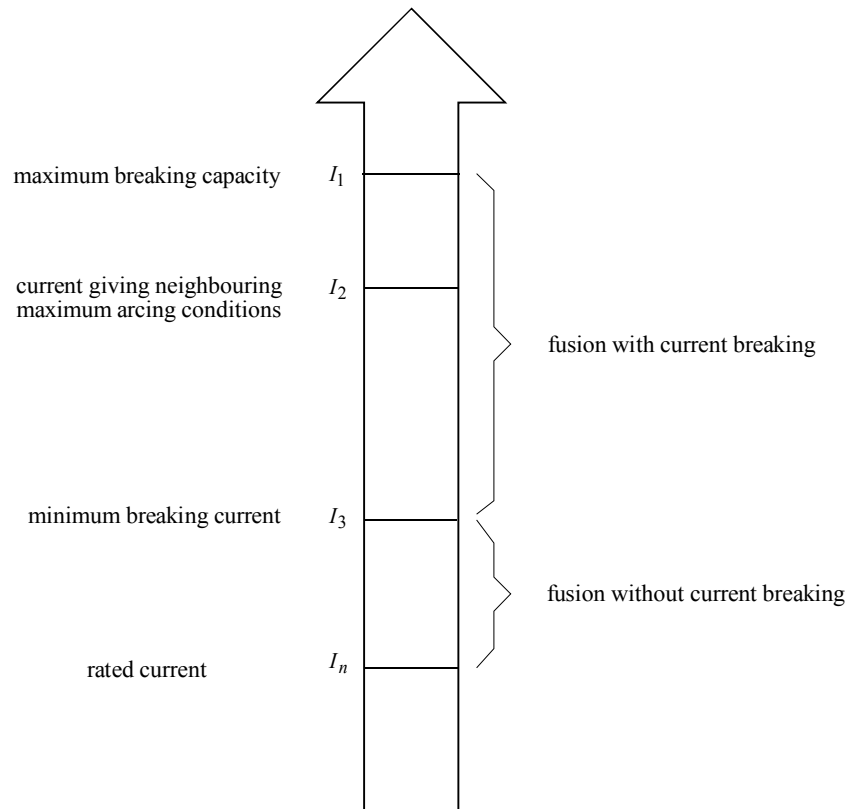 maximum breaking capacity I1
current giving neighbouring
maximum arcing conditions
I2
fusion with current breaking
minimum breaking current I3
fusion without current breaking
rated current In